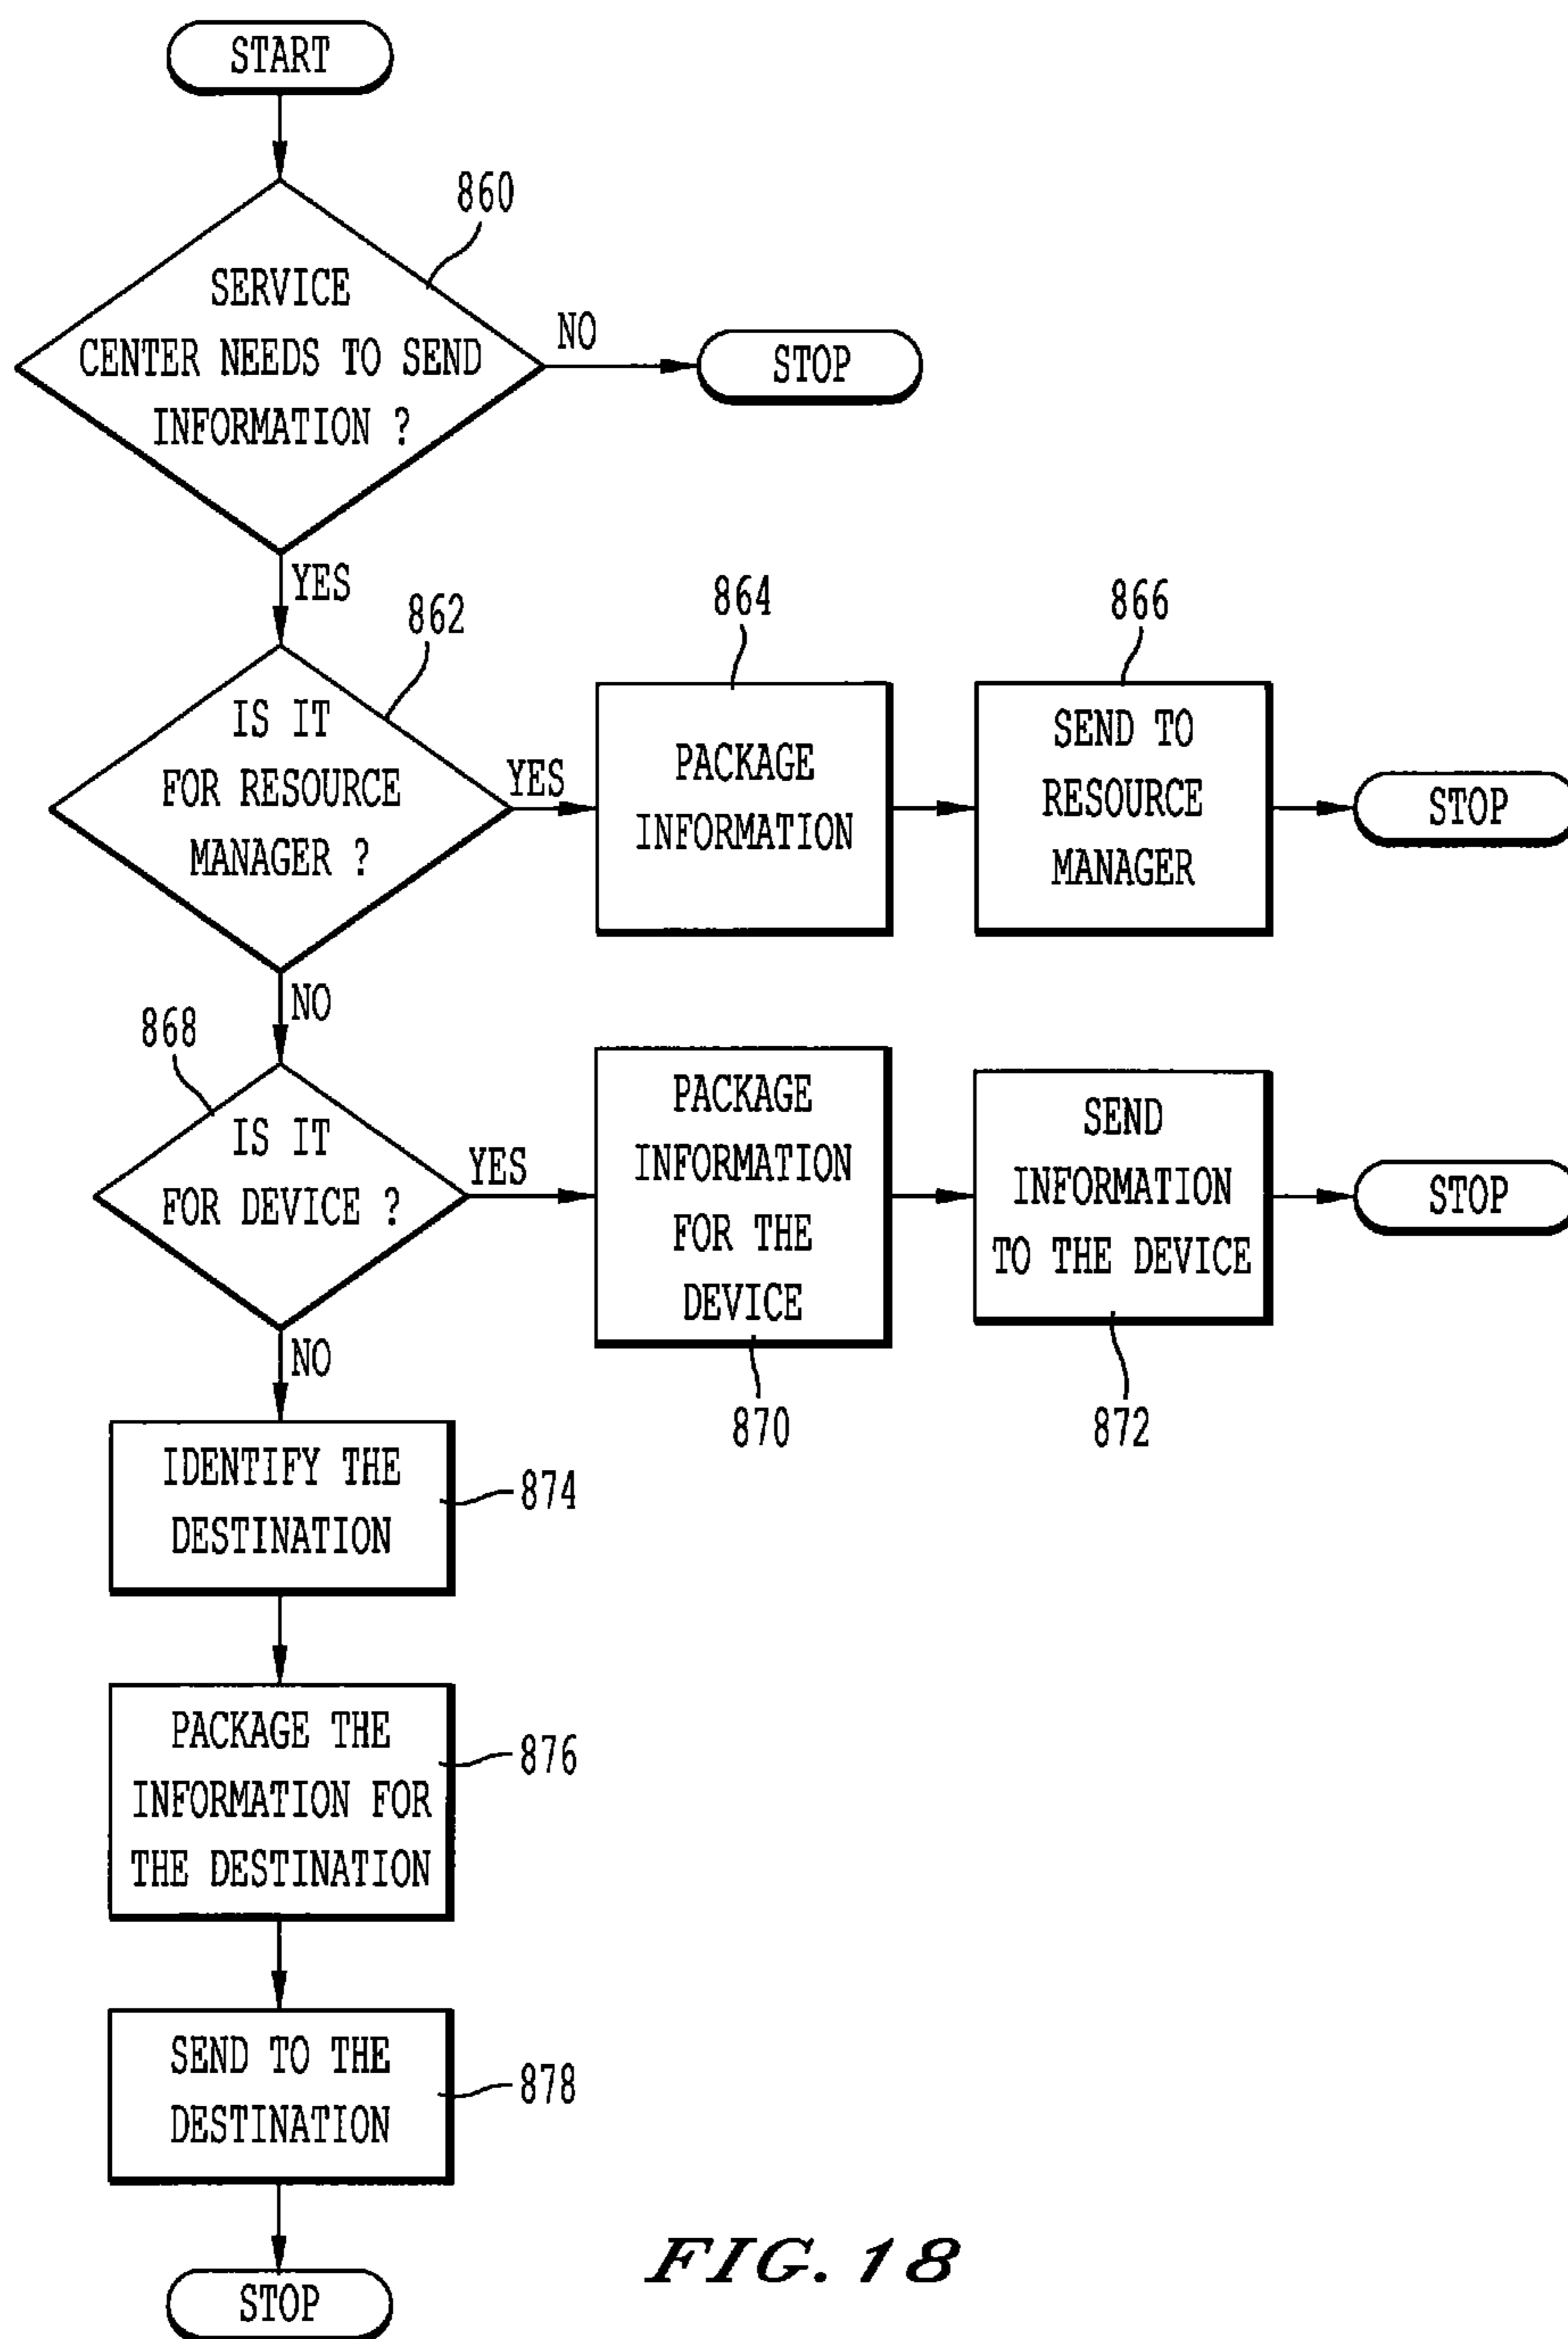 START
860
SERVICE
CENTER NEEDS TO SEND
INFORMATION ?
NO
STOP
YES
862
IS IT
FOR RESOURCE
MANAGER ?
YES
864
PACKAGE
INFORMATION
866
SEND TO
RESOURCE
MANAGER
STOP
NO
868
IS IT
FOR DEVICE ?
YES
PACKAGE
INFORMATION
FOR THE
DEVICE
870
SEND
INFORMATION
TO THE DEVICE
872
STOP
NO
IDENTIFY THE
DESTINATION
874
PACKAGE THE
INFORMATION FOR
THE DESTINATION
876
SEND TO THE
DESTINATION
878
STOP
FIG. 18